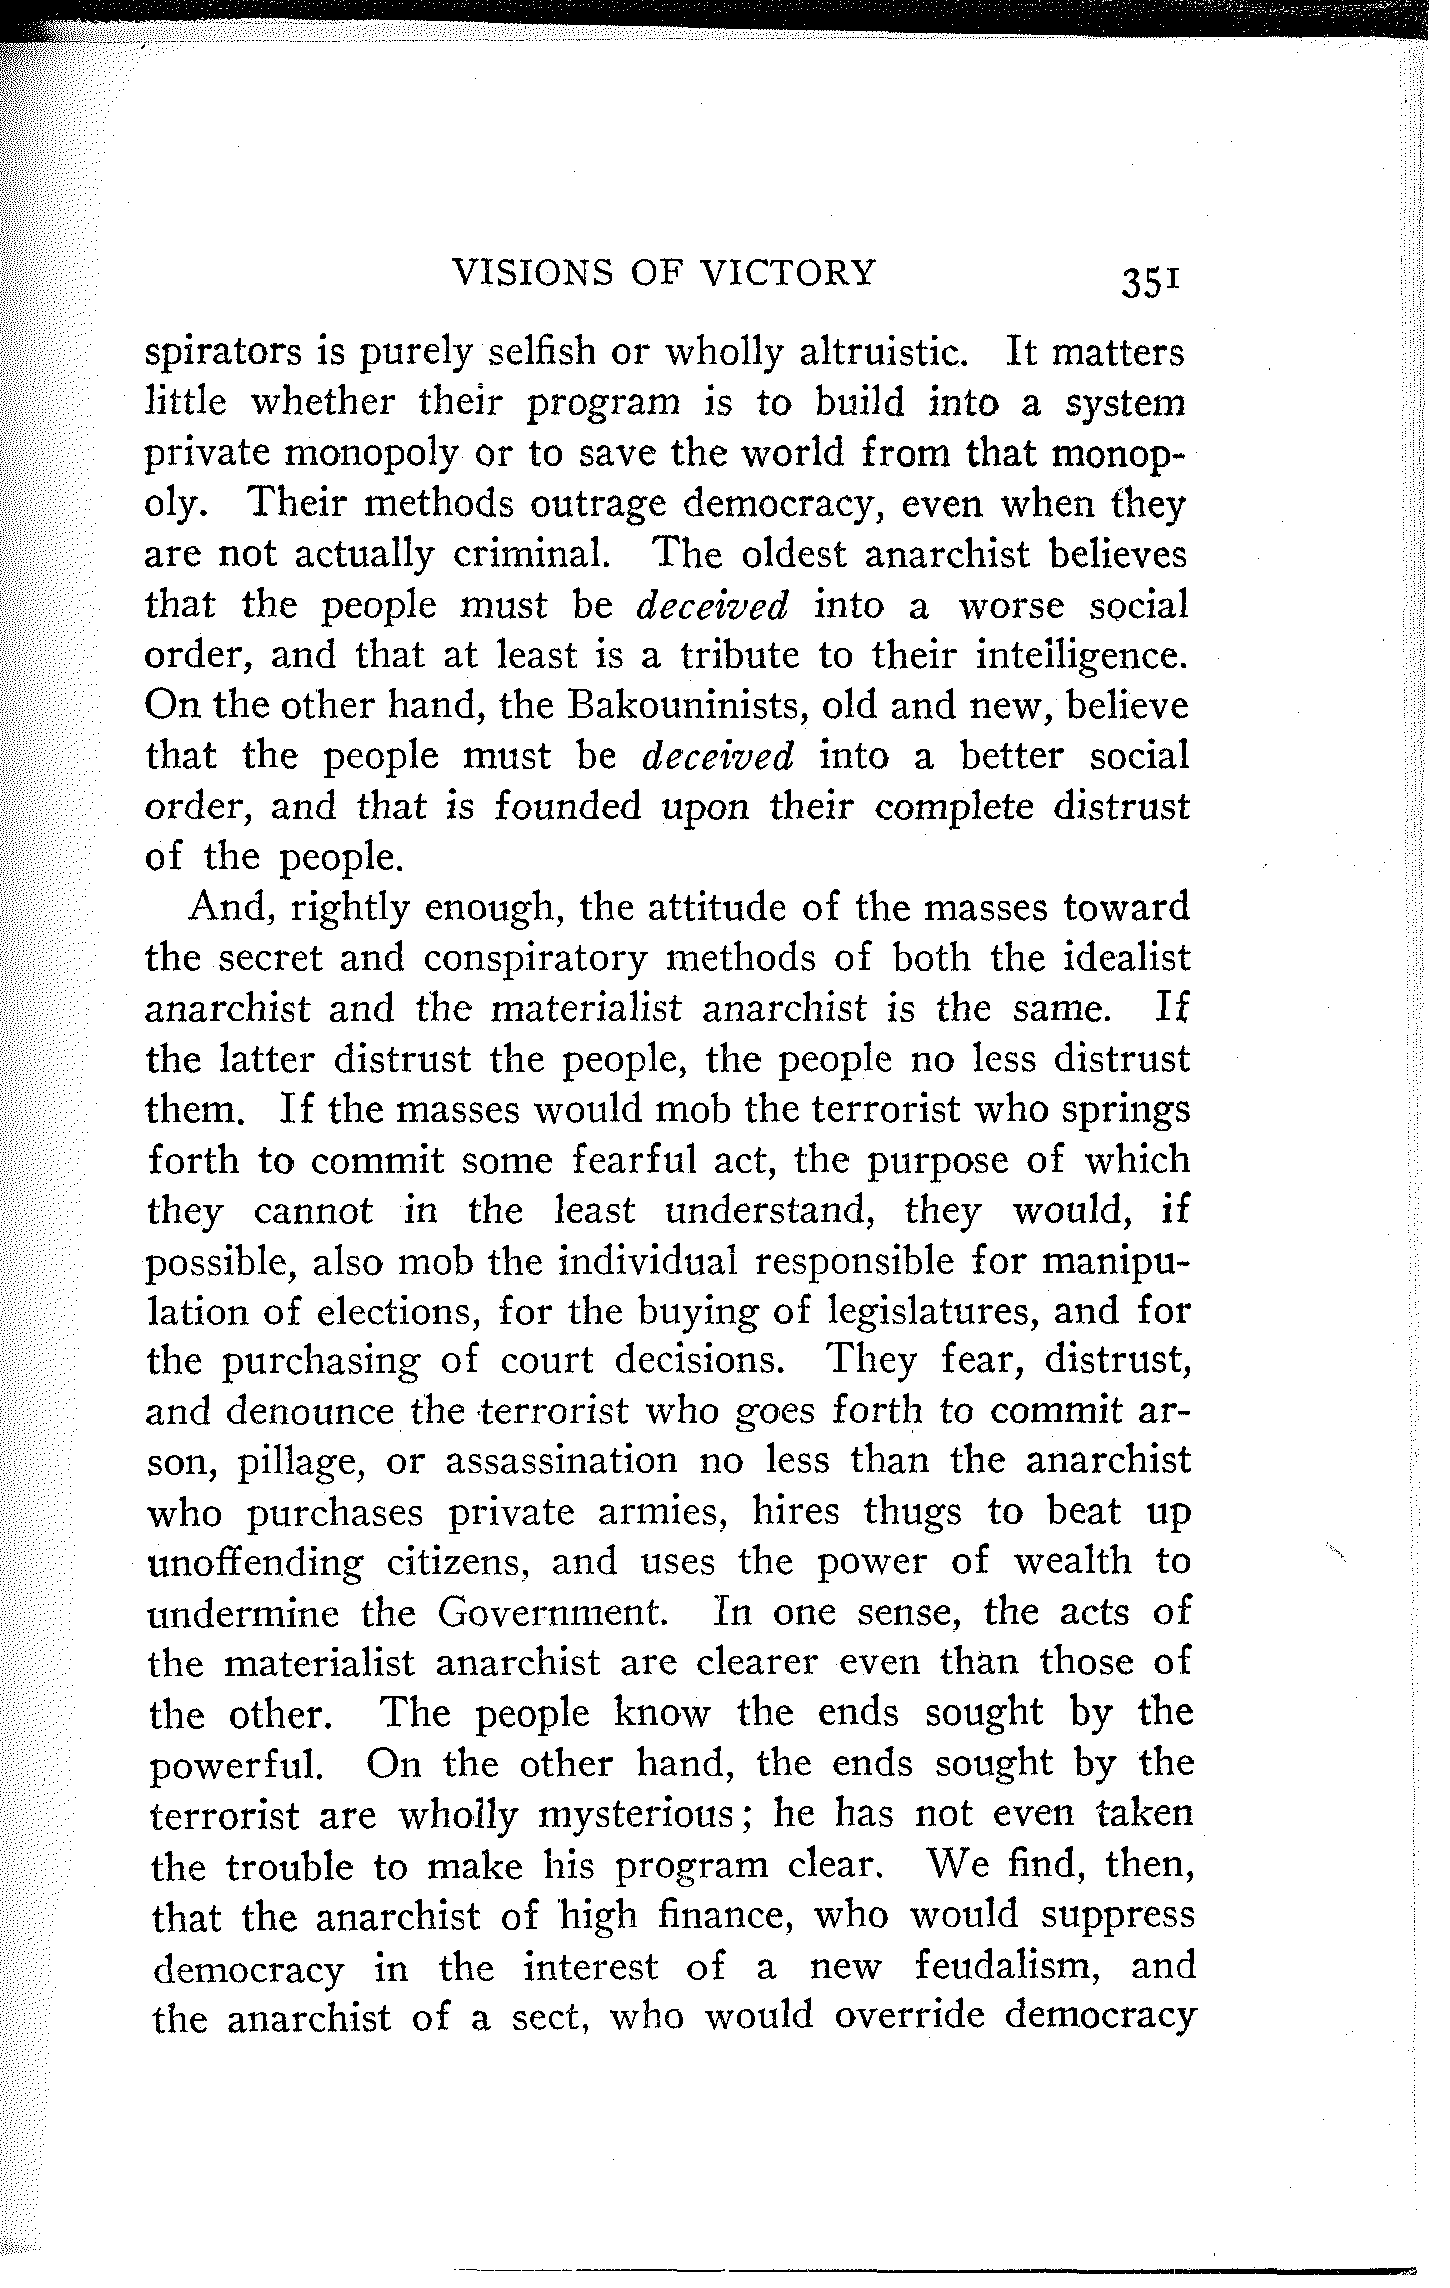 VISIONS OF VICTORY 351
spirators is purely selfish or wholly altruistic. It matters
little whether their program is to build into a system
private monopoly or to save the world from that monop-
oly. Their methods outrage democracy, even when they
are not actually criminal. The oldest anarchist believes
that the people must be deceived into a worse social
order, and that at least is a tribute to their intelligence.
On the other hand, the Bakouninists, old and new, believe
that the people must be deceived into a better social
order, and that is founded upon their complete distrust
of the people.
And, rightly enough, the attitude of the masses toward
the secret and conspiratory methods of both the idealist
anarchist and the materialist anarchist is the same. If
the latter distrust the people, the people no less distrust
them. If the masses would mob the terrorist who springs
forth to commit some fearful act, the purpose of which
they cannot in the least understand, they would, if
possible, also mob the individual responsible for manipu-
lation of elections, for the buying of legislatures, and for
the purchasing of court decisions. They fear, distrust,
and denounce the terrorist who goes forth to commit ar-
son, pillage, or assassination no less than the anarchist
who purchases private armies, hires thugs to beat up
unoffending citizens, and uses the power of wealth to
undermine the Government. In one sense, the acts of
the materialist anarchist are clearer even than those of
the other. The people know the ends sought by the
powerful. On the other hand, the ends sought by the
terrorist are wholly mysterious; he has not even taken
the trouble to make his program clear. We find, then,
that the anarchist of high finance, who would suppress
democracy in the interest of a new feudalism, and
the anarchist of a sect, who would override democracy